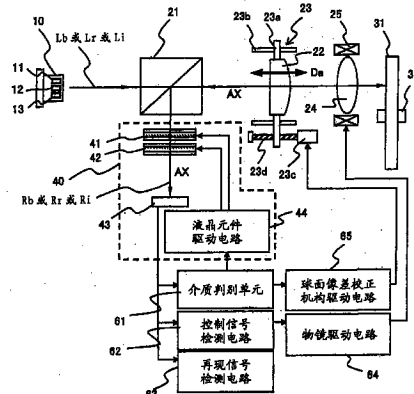 21
23b
23a
23
22
25
31
10
11
12
13
Lb或Lr或Li
Da
AX
24
3
23d
23c
41
42
40
AX
Rb或Rr或Ri
43
44
液晶元件
驱动电路
65
61
介质判别单元
球面像差校正
机构驱动电路
62
控制信号
检测电路
物镜驱动电路
64
再现信号
检测电路